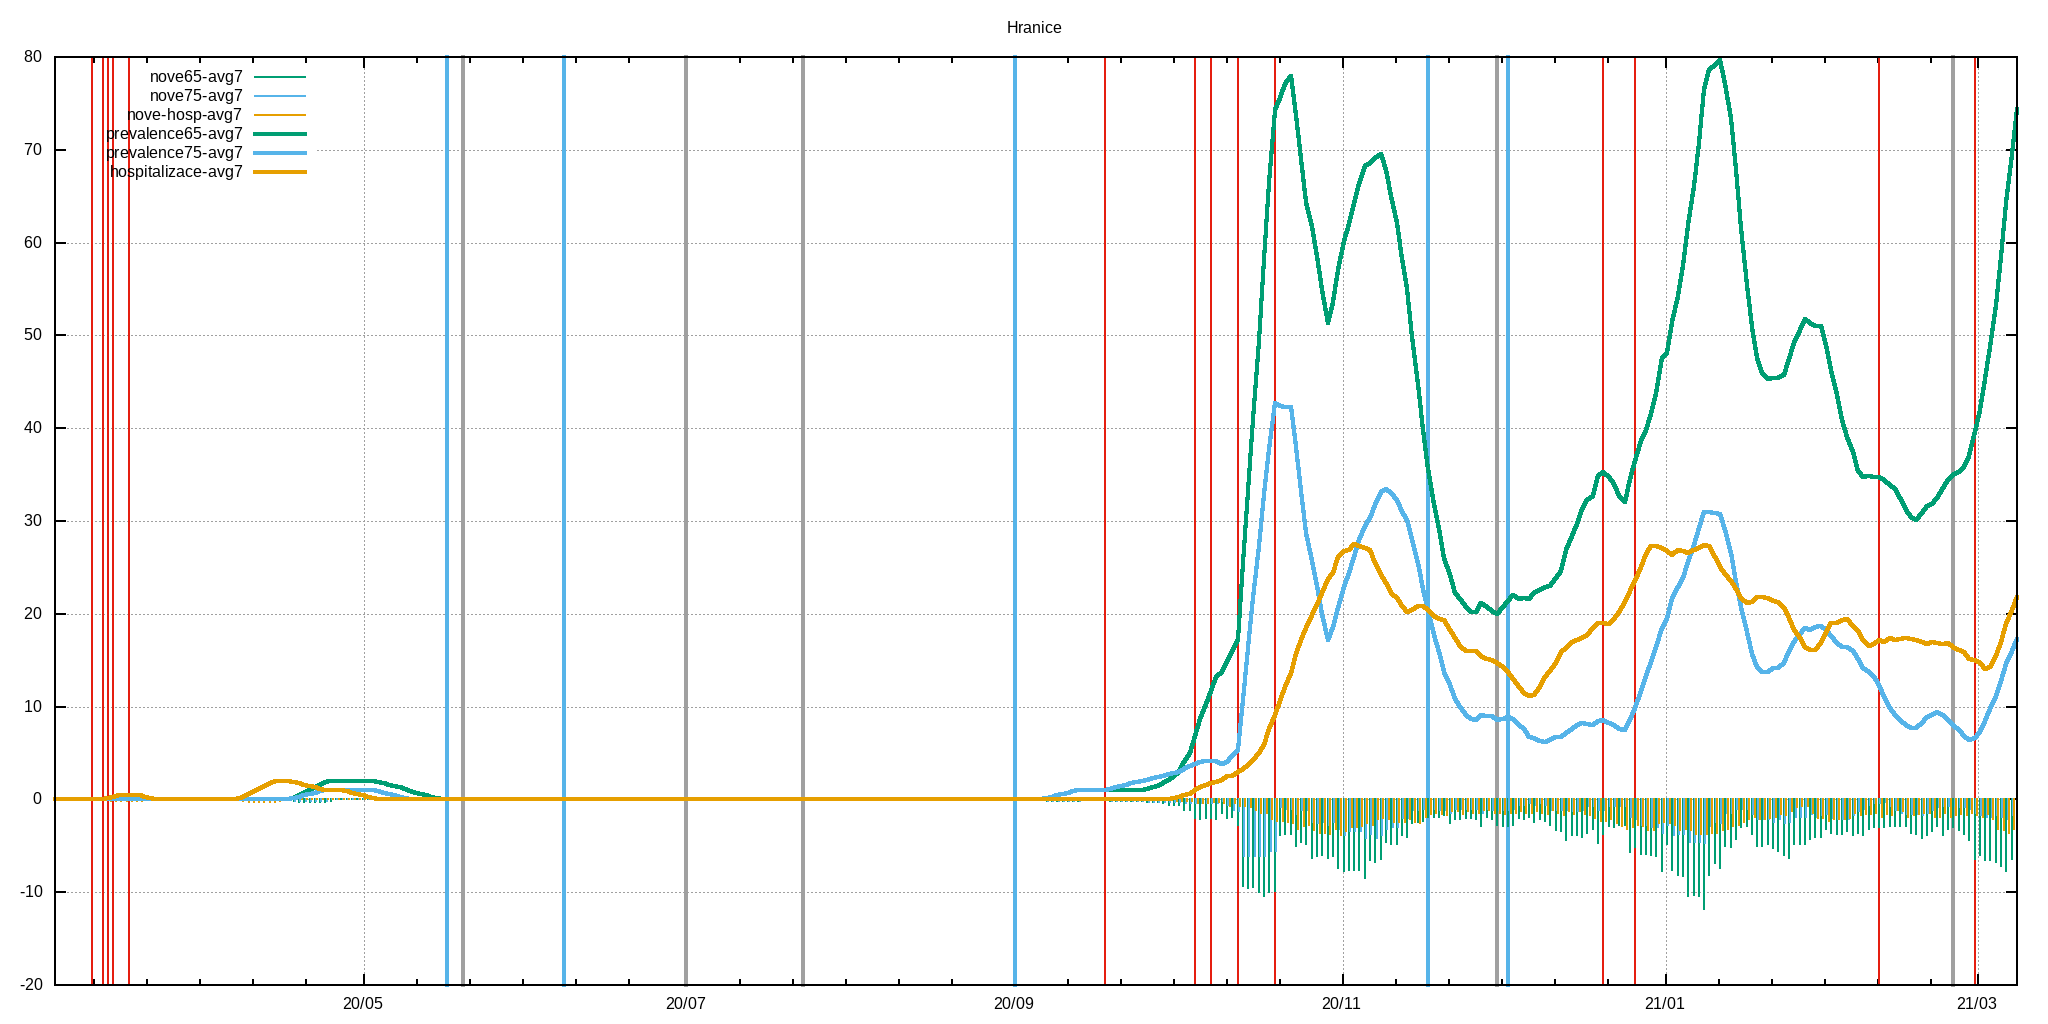 Hranice
nove65-avg7
nove75-avg7
nove-hosp-avg7
prevalence65-avg7
prevalence75-avg7
hospitalizace-avg7
80
70
60
50
40
30
20
10
0
-10
-20
20/05 20/07 20/09 20/11 21/01 21/03